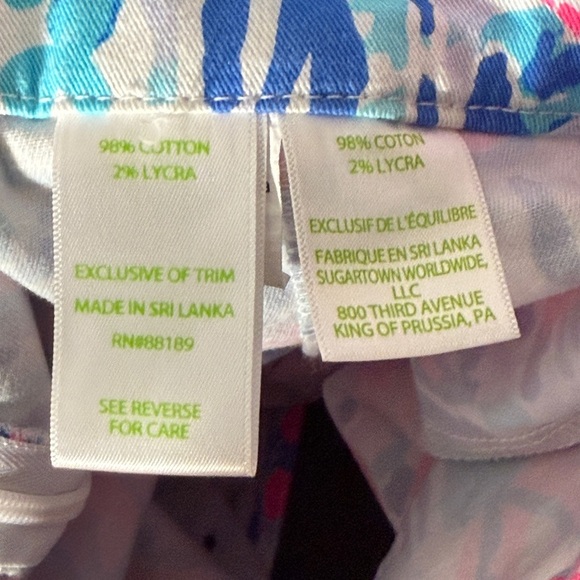 98% COTTON
2% LYCRA
EXCLUSIVE OF TRIM
MADE IN SRI LANKA
RN#88189
SEE REVERSE
FOR CARE
98% COTON
2% LYCRA
EXCLUSIF DE L'ÉQUILIBRE
FABRIQUE EN SRI LANKA
SUGARTOWN WORLDWIDE,
LLC
800 THIRD AVENUE
KING OF PRUSSIA, PA